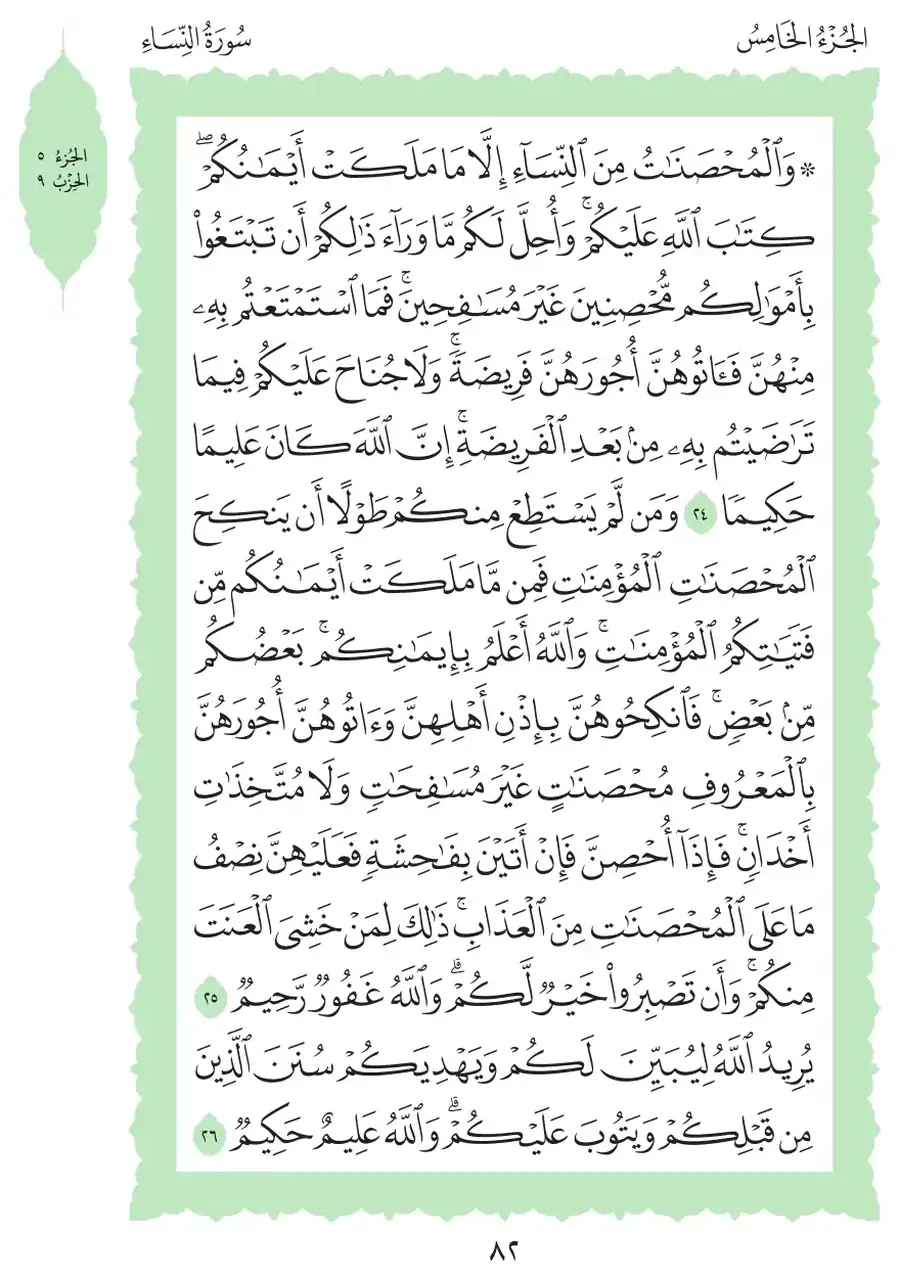 الجُزْءُ الخَامِسُ
سُورَةُ النِّسَاءِ
الجُزءُ ٥
الحِزْبُ ٩
۞ وَٱلۡمُحۡصَنَٰتُ مِنَ ٱلنِّسَآءِ إِلَّا مَا مَلَكَتۡ أَيۡمَٰنُكُمۡۖ
كِتَٰبَ ٱللَّهِ عَلَيۡكُمۡۚ وَأُحِلَّ لَكُم مَّا وَرَآءَ ذَٰلِكُمۡ أَن تَبۡتَغُواْ
بِأَمۡوَٰلِكُم مُّحۡصِنِينَ غَيۡرَ مُسَٰفِحِينَۚ فَمَا ٱسۡتَمۡتَعۡتُم بِهِۦ
مِنۡهُنَّ فَـَٔاتُوهُنَّ أُجُورَهُنَّ فَرِيضَةٗۚ وَلَا جُنَاحَ عَلَيۡكُمۡ فِيمَا
تَرَٰضَيۡتُم بِهِۦ مِنۢ بَعۡدِ ٱلۡفَرِيضَةِۚ إِنَّ ٱللَّهَ كَانَ عَلِيمًا
حَكِيمٗا ٢٤ وَمَن لَّمۡ يَسۡتَطِعۡ مِنكُمۡ طَوۡلًا أَن يَنكِحَ
ٱلۡمُحۡصَنَٰتِ ٱلۡمُؤۡمِنَٰتِ فَمِن مَّا مَلَكَتۡ أَيۡمَٰنُكُم مِّن
فَتَيَٰتِكُمُ ٱلۡمُؤۡمِنَٰتِۚ وَٱللَّهُ أَعۡلَمُ بِإِيمَٰنِكُمۚ بَعۡضُكُم
مِّنۢ بَعۡضٖۚ فَٱنكِحُوهُنَّ بِإِذۡنِ أَهۡلِهِنَّ وَءَاتُوهُنَّ أُجُورَهُنَّ
بِٱلۡمَعۡرُوفِ مُحۡصَنَٰتٍ غَيۡرَ مُسَٰفِحَٰتٖ وَلَا مُتَّخِذَٰتِ
أَخۡدَانٖۚ فَإِذَآ أُحۡصِنَّ فَإِنۡ أَتَيۡنَ بِفَٰحِشَةٖ فَعَلَيۡهِنَّ نِصۡفُ
مَا عَلَى ٱلۡمُحۡصَنَٰتِ مِنَ ٱلۡعَذَابِۚ ذَٰلِكَ لِمَنۡ خَشِيَ ٱلۡعَنَتَ
مِنكُمۡۚ وَأَن تَصۡبِرُواْ خَيۡرٞ لَّكُمۡۗ وَٱللَّهُ غَفُورٞ رَّحِيمٞ ٢٥
يُرِيدُ ٱللَّهُ لِيُبَيِّنَ لَكُمۡ وَيَهۡدِيَكُمۡ سُنَنَ ٱلَّذِينَ
مِن قَبۡلِكُمۡ وَيَتُوبَ عَلَيۡكُمۡۗ وَٱللَّهُ عَلِيمٌ حَكِيمٞ ٢٦
٨٢